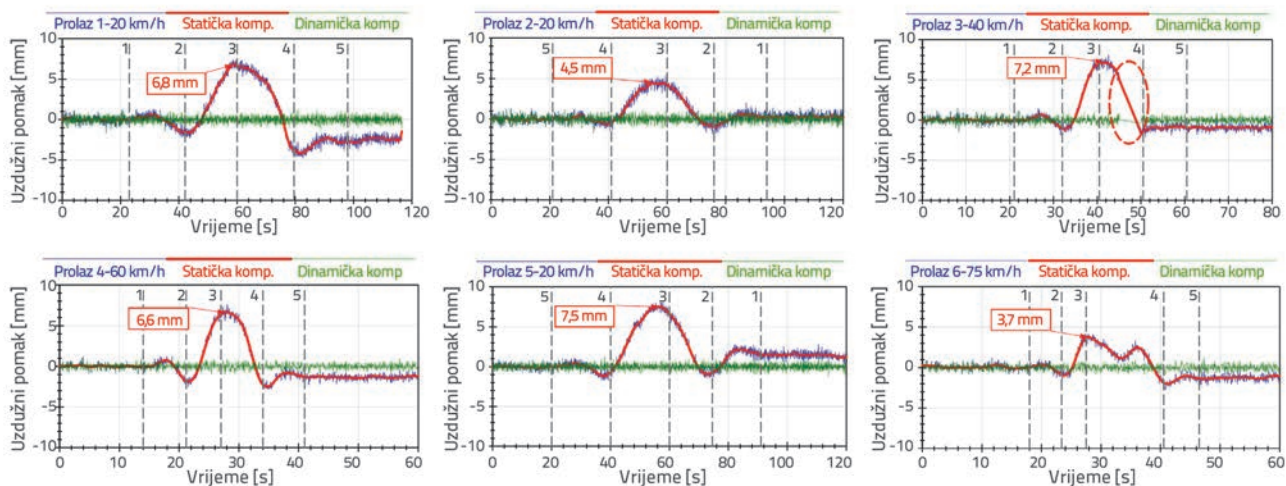 Prolaz 1-20 km/h Statička komp. Dinamička komp
Uzdužni pomak [mm]
10
5
0
-5
-10
1 2 3 4 5
6,8 mm
0 20 40 60 80 100 120
Vrijeme [s]
Prolaz 2-20 km/h Statička komp. Dinamička komp
Uzdužni pomak [mm]
10
5
0
-5
-10
5 4 3 2 1
4,5 mm
0 20 40 60 80 100 120
Vrijeme [s]
Prolaz 3-40 km/h Statička komp. Dinamička komp
Uzdužni pomak [mm]
10
5
0
-5
-10
1 2 3 4 5
7,2 mm
0 10 20 30 40 50 60 70 80
Vrijeme [s]
Prolaz 4-60 km/h Statička komp. Dinamička komp
Uzdužni pomak [mm]
10
5
0
-5
-10
1 2 3 4 5
6,6 mm
0 10 20 30 40 50 60
Vrijeme [s]
Prolaz 5-20 km/h Statička komp. Dinamička komp
Uzdužni pomak [mm]
10
5
0
-5
-10
5 4 3 2 1
7,5 mm
0 20 40 60 80 100 120
Vrijeme [s]
Prolaz 6-75 km/h Statička komp. Dinamička komp
Uzdužni pomak [mm]
10
5
0
-5
-10
1 2 3 4 5
3,7 mm
0 10 20 30 40 50 60
Vrijeme [s]